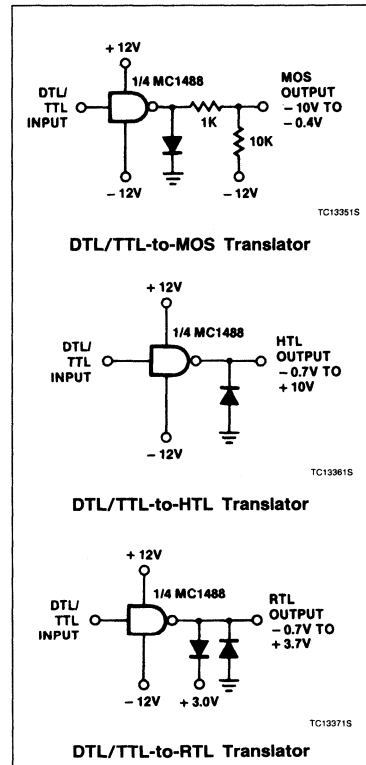 + 12V
1/4 MC1488
DTL/
TTL
INPUT
MOS
OUTPUT
– 10V TO
– 0.4V
1K
10K
– 12V
– 12V
TC13351S
DTL/TTL-to-MOS Translator
+ 12V
1/4 MC1488
DTL/
TTL
INPUT
HTL
OUTPUT
– 0.7V TO
+ 10V
– 12V
TC13361S
DTL/TTL-to-HTL Translator
+ 12V
1/4 MC1488
DTL/
TTL
INPUT
RTL
OUTPUT
– 0.7V TO
+ 3.7V
– 12V
+ 3.0V
TC13371S
DTL/TTL-to-RTL Translator